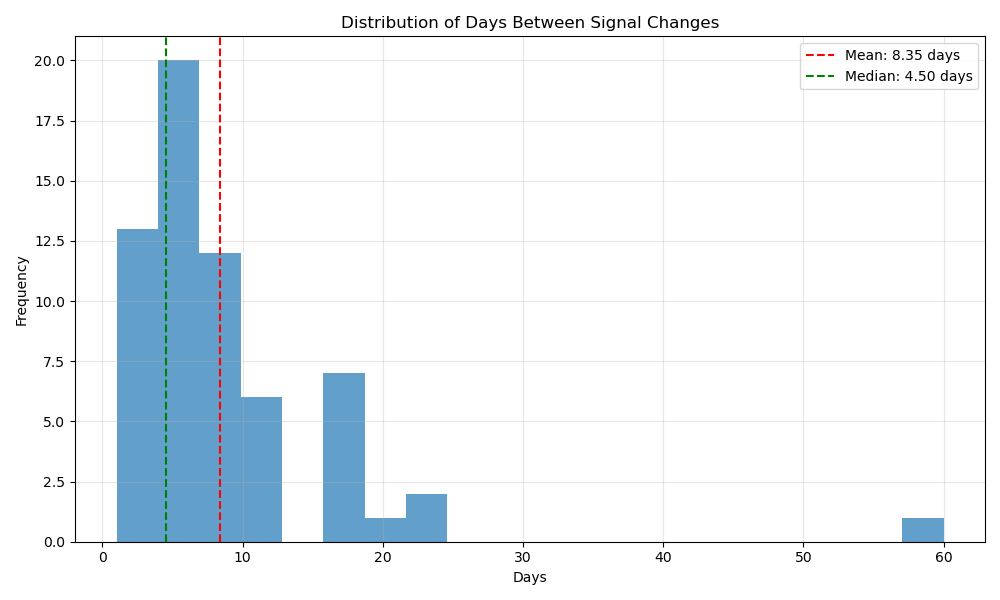 Distribution of Days Between Signal Changes
Mean: 8.35 days
Median: 4.50 days
Frequency
20.0
17.5
15.0
12.5
10.0
7.5
5.0
2.5
0.0
0 10 20 30 40 50 60
Days